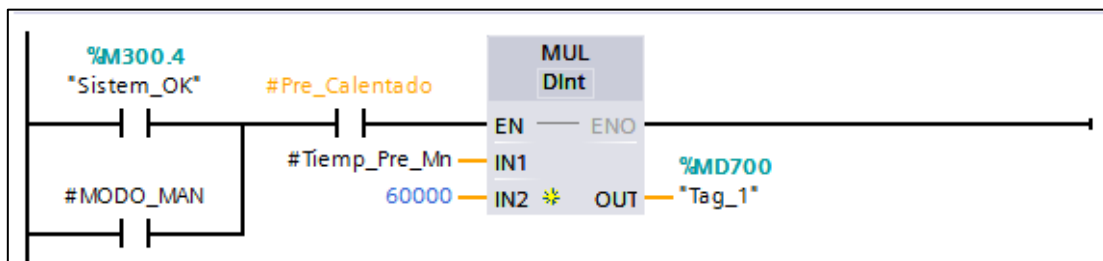 %M300.4
"Sistem_OK"
#Pre_Calentado
MUL
DInt
EN
ENO
#Tiemp_Pre_Mn
IN1
%MD700
#MODO_MAN
60000
IN2
OUT
"Tag_1"